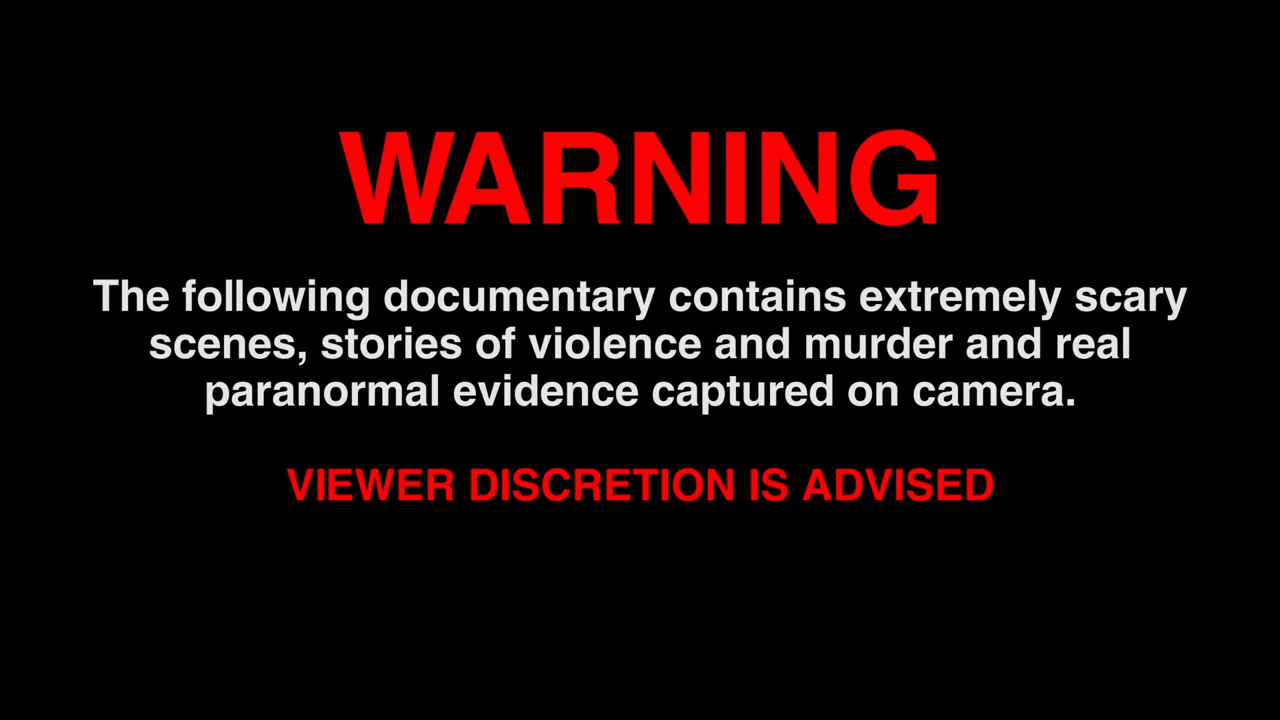 WARNING
The following documentary contains extremely scary
scenes, stories of violence and murder and real
paranormal evidence captured on camera.
VIEWER DISCRETION IS ADVISED